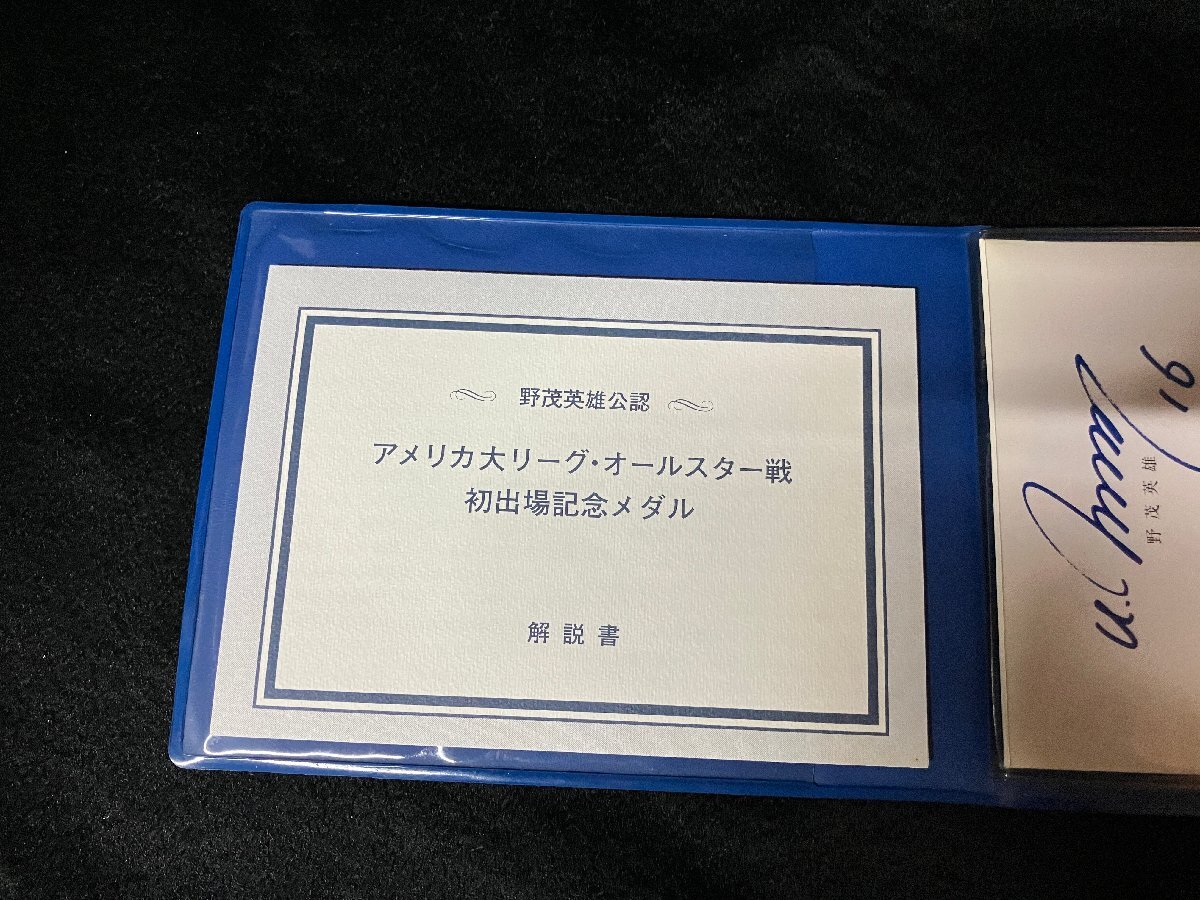 野茂英雄公認
アメリカ大リーグ・オールスター戦
初出場記念メダル
解説書
野茂英雄